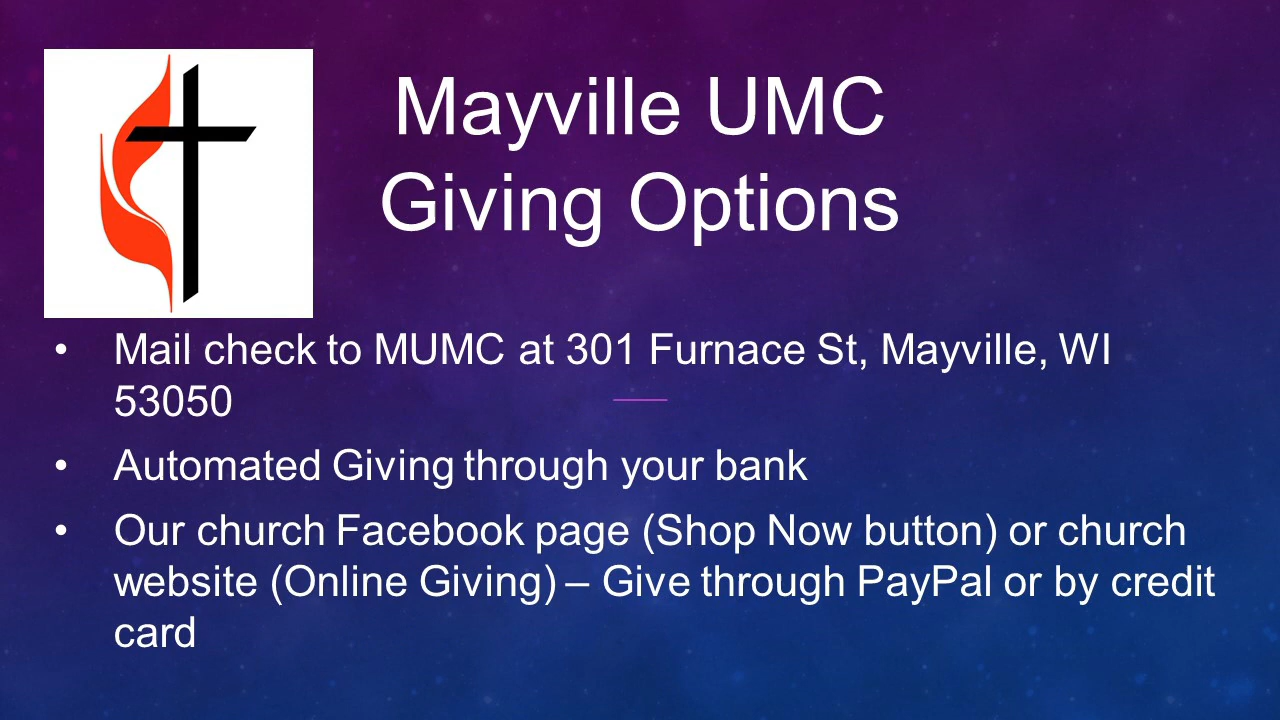 Mayville UMC
Giving Options
• Mail check to MUMC at 301 Furnace St, Mayville, WI
53050
• Automated Giving through your bank
• Our church Facebook page (Shop Now button) or church
website (Online Giving) – Give through PayPal or by credit
card